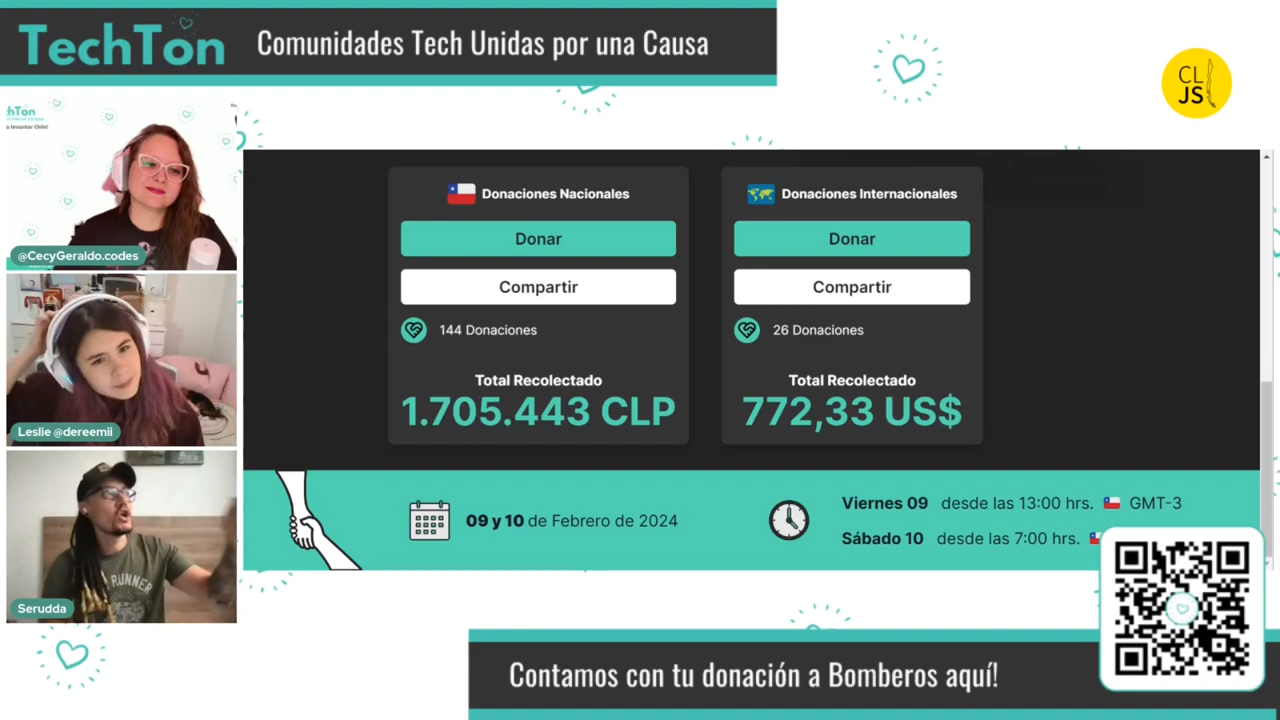 TechTon
Comunidades Tech Unidas por una Causa
CL
JS
hTon
o levantar Chile!
@CecyGeraldo.codes
Leslie @dereemii
RUNNER
Serudda
Donaciones Nacionales
Donar
Compartir
144 Donaciones
Total Recolectado
1.705.443 CLP
Donaciones Internacionales
Donar
Compartir
26 Donaciones
Total Recolectado
772,33 US$
09 y 10 de Febrero de 2024
Viernes 09 desde las 13:00 hrs. GMT-3
Sábado 10 desde las 7:00 hrs.
Contamos con tu donación a Bomberos aquí!